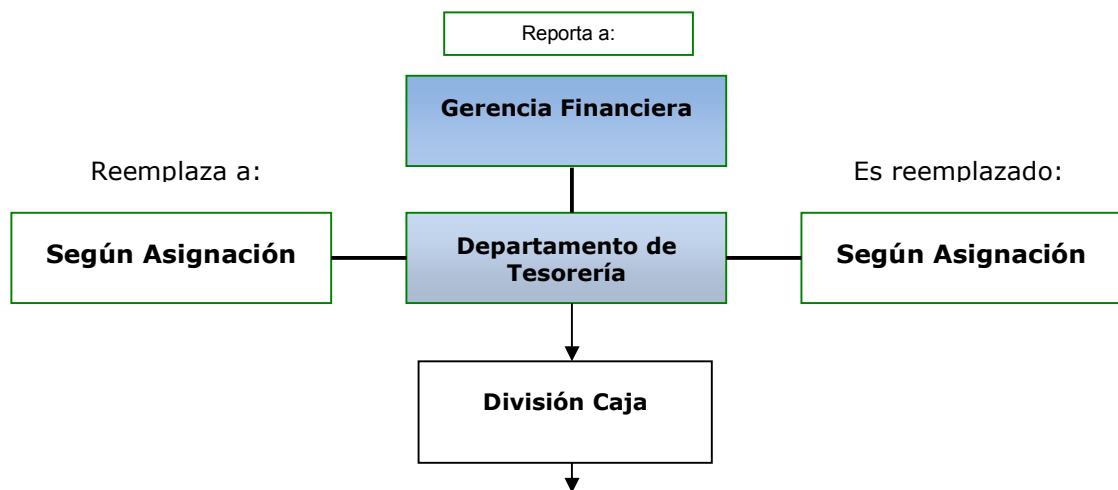 Reporta a:
Gerencia Financiera
Reemplaza a:
Es reemplazado:
Según Asignación
Departamento de
Tesorería
Según Asignación
División Caja